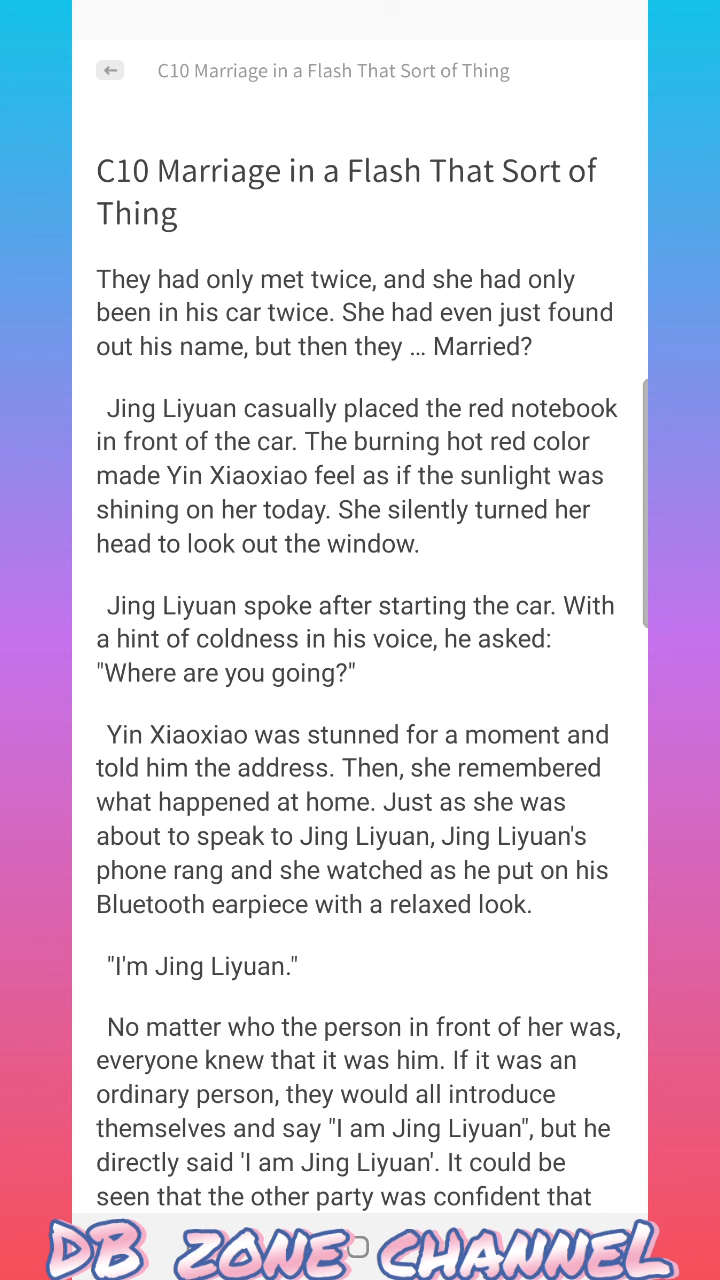 C10 Marriage in a Flash That Sort of Thing
C10 Marriage in a Flash That Sort of
Thing
They had only met twice, and she had only
been in his car twice. She had even just found
out his name, but then they ... Married?
Jing Liyuan casually placed the red notebook
in front of the car. The burning hot red color
made Yin Xiaoxiao feel as if the sunlight was
shining on her today. She silently turned her
head to look out the window.
Jing Liyuan spoke after starting the car. With
a hint of coldness in his voice, he asked:
"Where are you going?"
Yin Xiaoxiao was stunned for a moment and
told him the address. Then, she remembered
what happened at home. Just as she was
about to speak to Jing Liyuan, Jing Liyuan's
phone rang and she watched as he put on his
Bluetooth earpiece with a relaxed look.
"I'm Jing Liyuan."
No matter who the person in front of her was,
everyone knew that it was him. If it was an
ordinary person, they would all introduce
themselves and say "I am Jing Liyuan", but he
directly said 'I am Jing Liyuan'. It could be
seen that the other party was confident that
DB ZONE CHANNEL